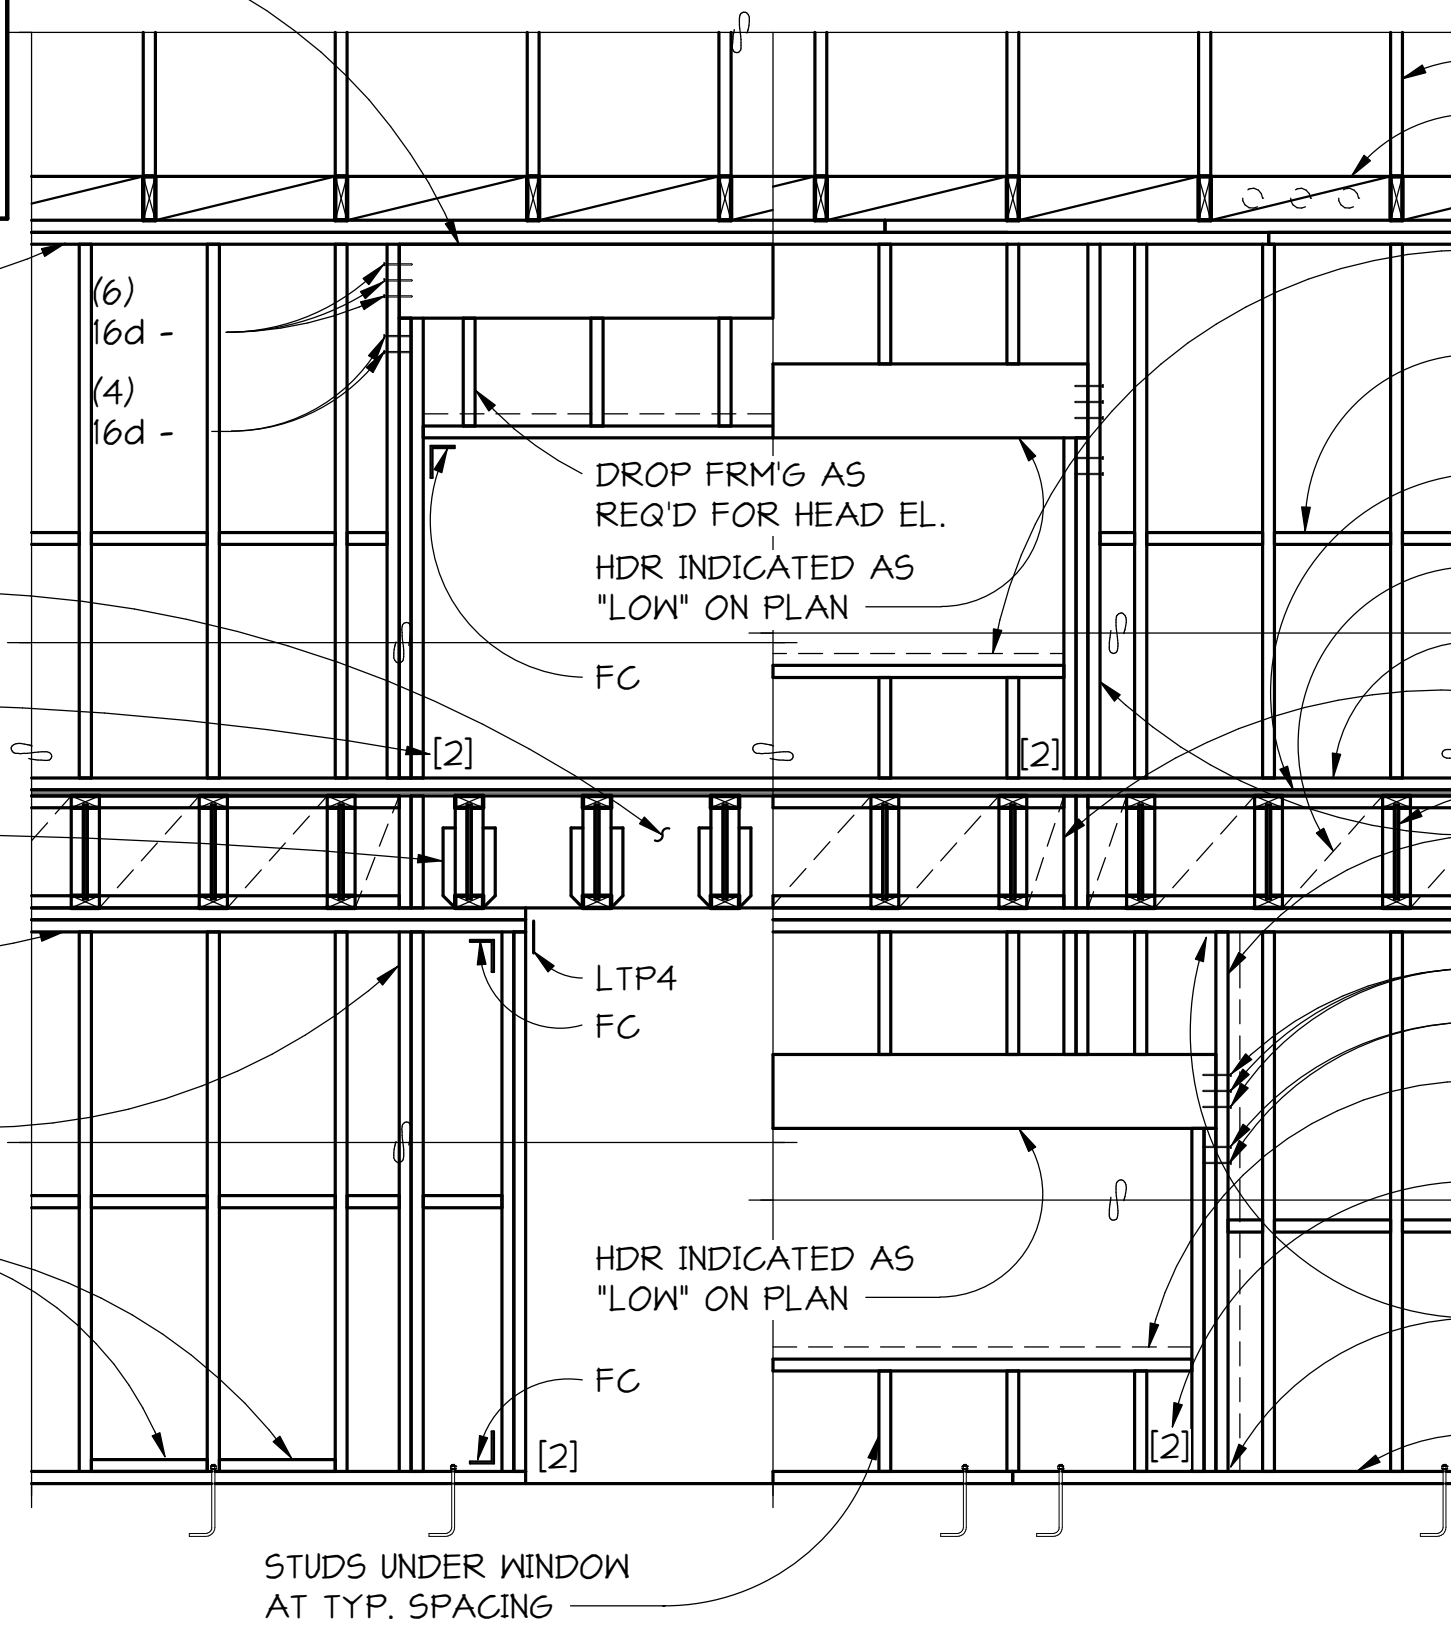 (6)
16d -
(4)
16d -
DROP FRM'G AS
REQ'D FOR HEAD EL.
HDR INDICATED AS
"LOW" ON PLAN
FC
[2]
[2]
LTP4
FC
HDR INDICATED AS
"LOW" ON PLAN
FC
[2]
[2]
STUDS UNDER WINDOW
AT TYP. SPACING